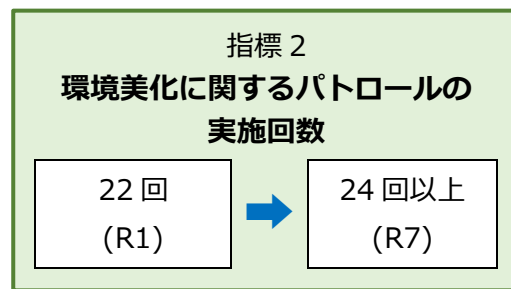 指標 2
環境美化に関するパトロールの
実施回数
22 回
(R1)
24 回以上
(R7)